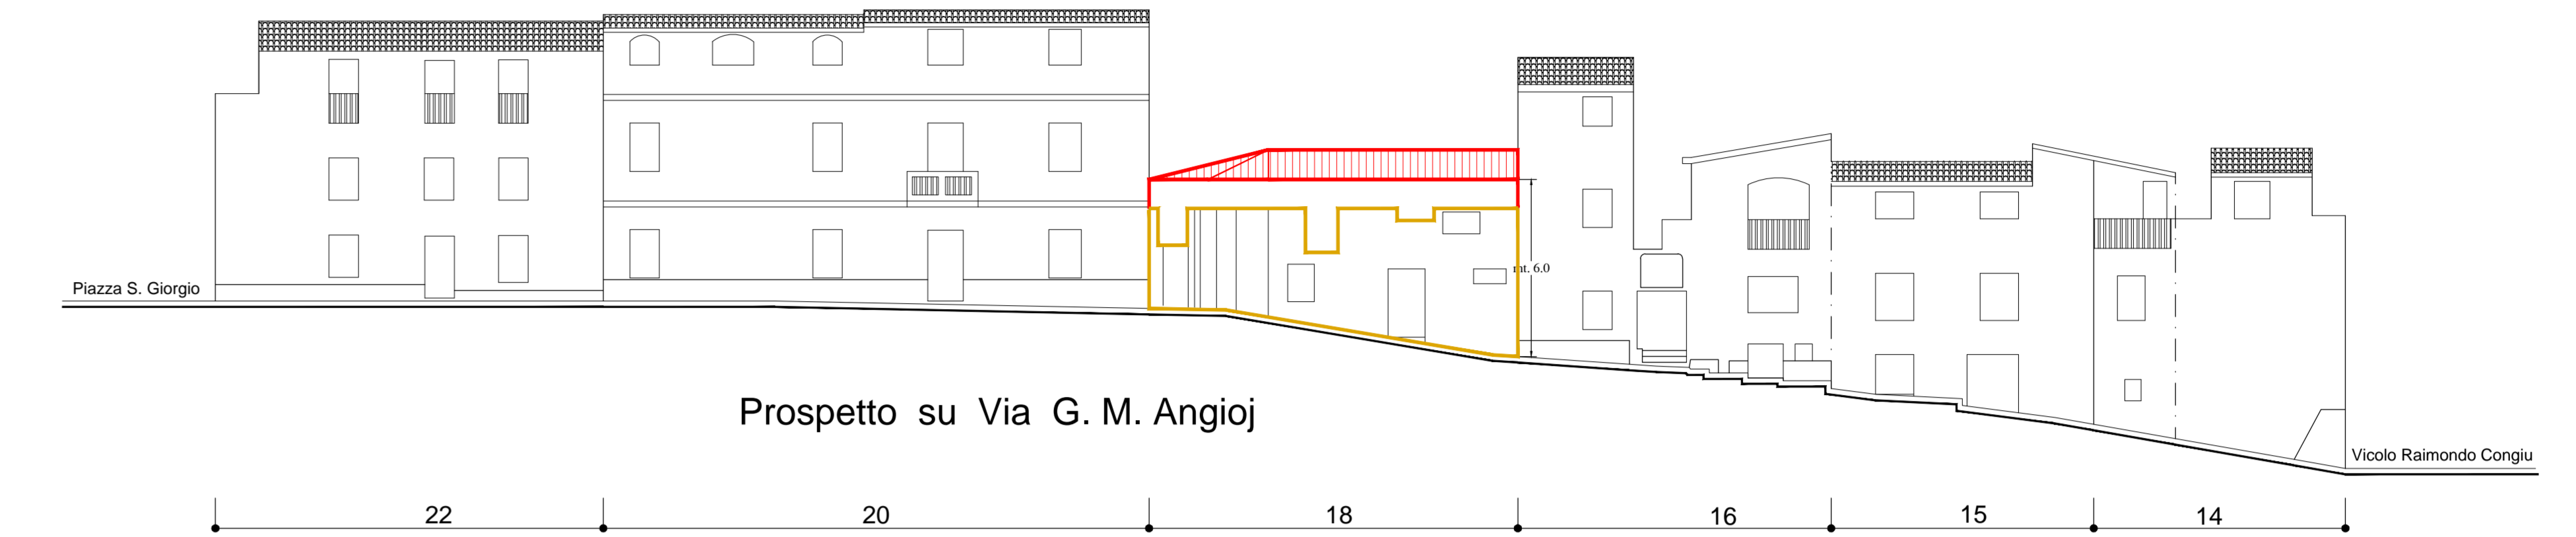 mt. 6.0
Piazza S. Giorgio
Prospetto su Via G. M. Angioj
Vicolo Raimondo Congiu
22 20 18 16 15 14